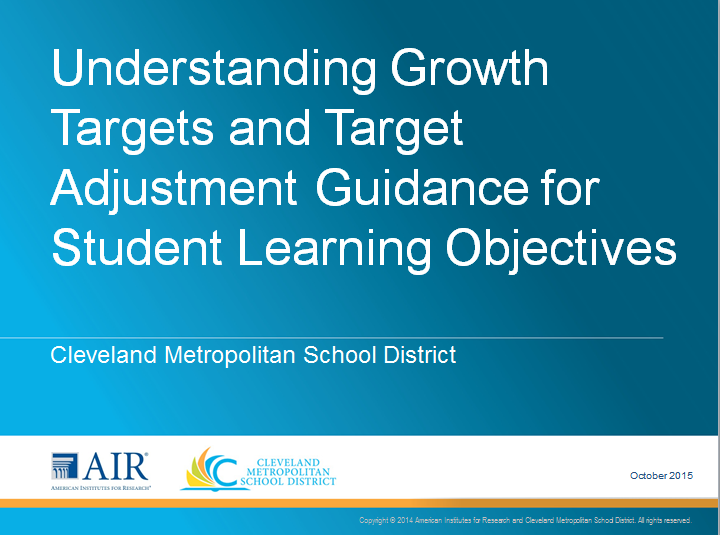 Understanding Growth
Targets and Target
Adjustment Guidance for
Student Learning Objectives
Cleveland Metropolitan School District
AIR®
AMERICAN INSTITUTES FOR RESEARCH®
CLEVELAND
METROPOLITAN
SCHOOL DISTRICT
October 2015
Copyright © 2014 American Institutes for Research and Cleveland Metropolitan School District. All rights reserved.